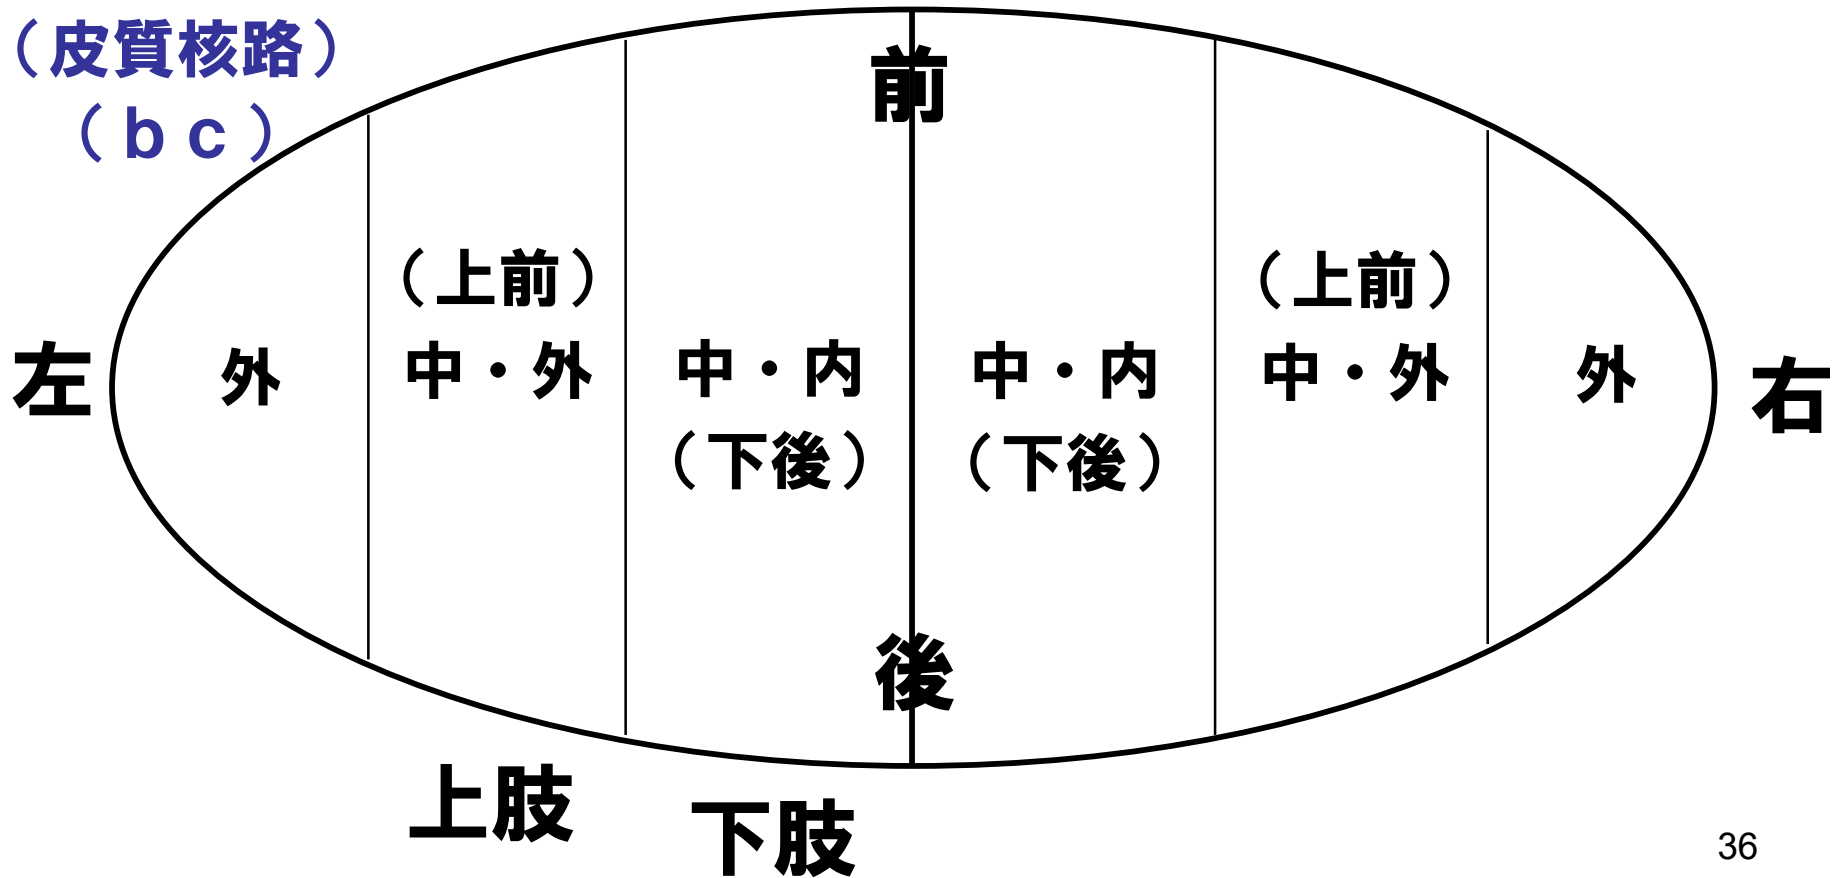 （皮質核路）
（ｂｃ）
前
（上前）
（上前）
左
外
中・外
中・内
中・内
中・外
外
右
（下後）
（下後）
後
上肢
下肢
36